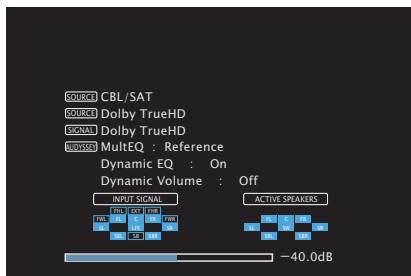 SOURCE CBL/SAT
SOURCE Dolby TrueHD
SIGNAL Dolby TrueHD
AUDYSSEY MultEQ : Reference
Dynamic EQ : On
Dynamic Volume : Off
INPUT SIGNAL ACTIVE SPEAKERS
FHL EXT FHR
FWL FL C FR FWR FL C FR
SL LFE SR SL SW SR
SBL SB SBR SBL SBR
−40.0dB